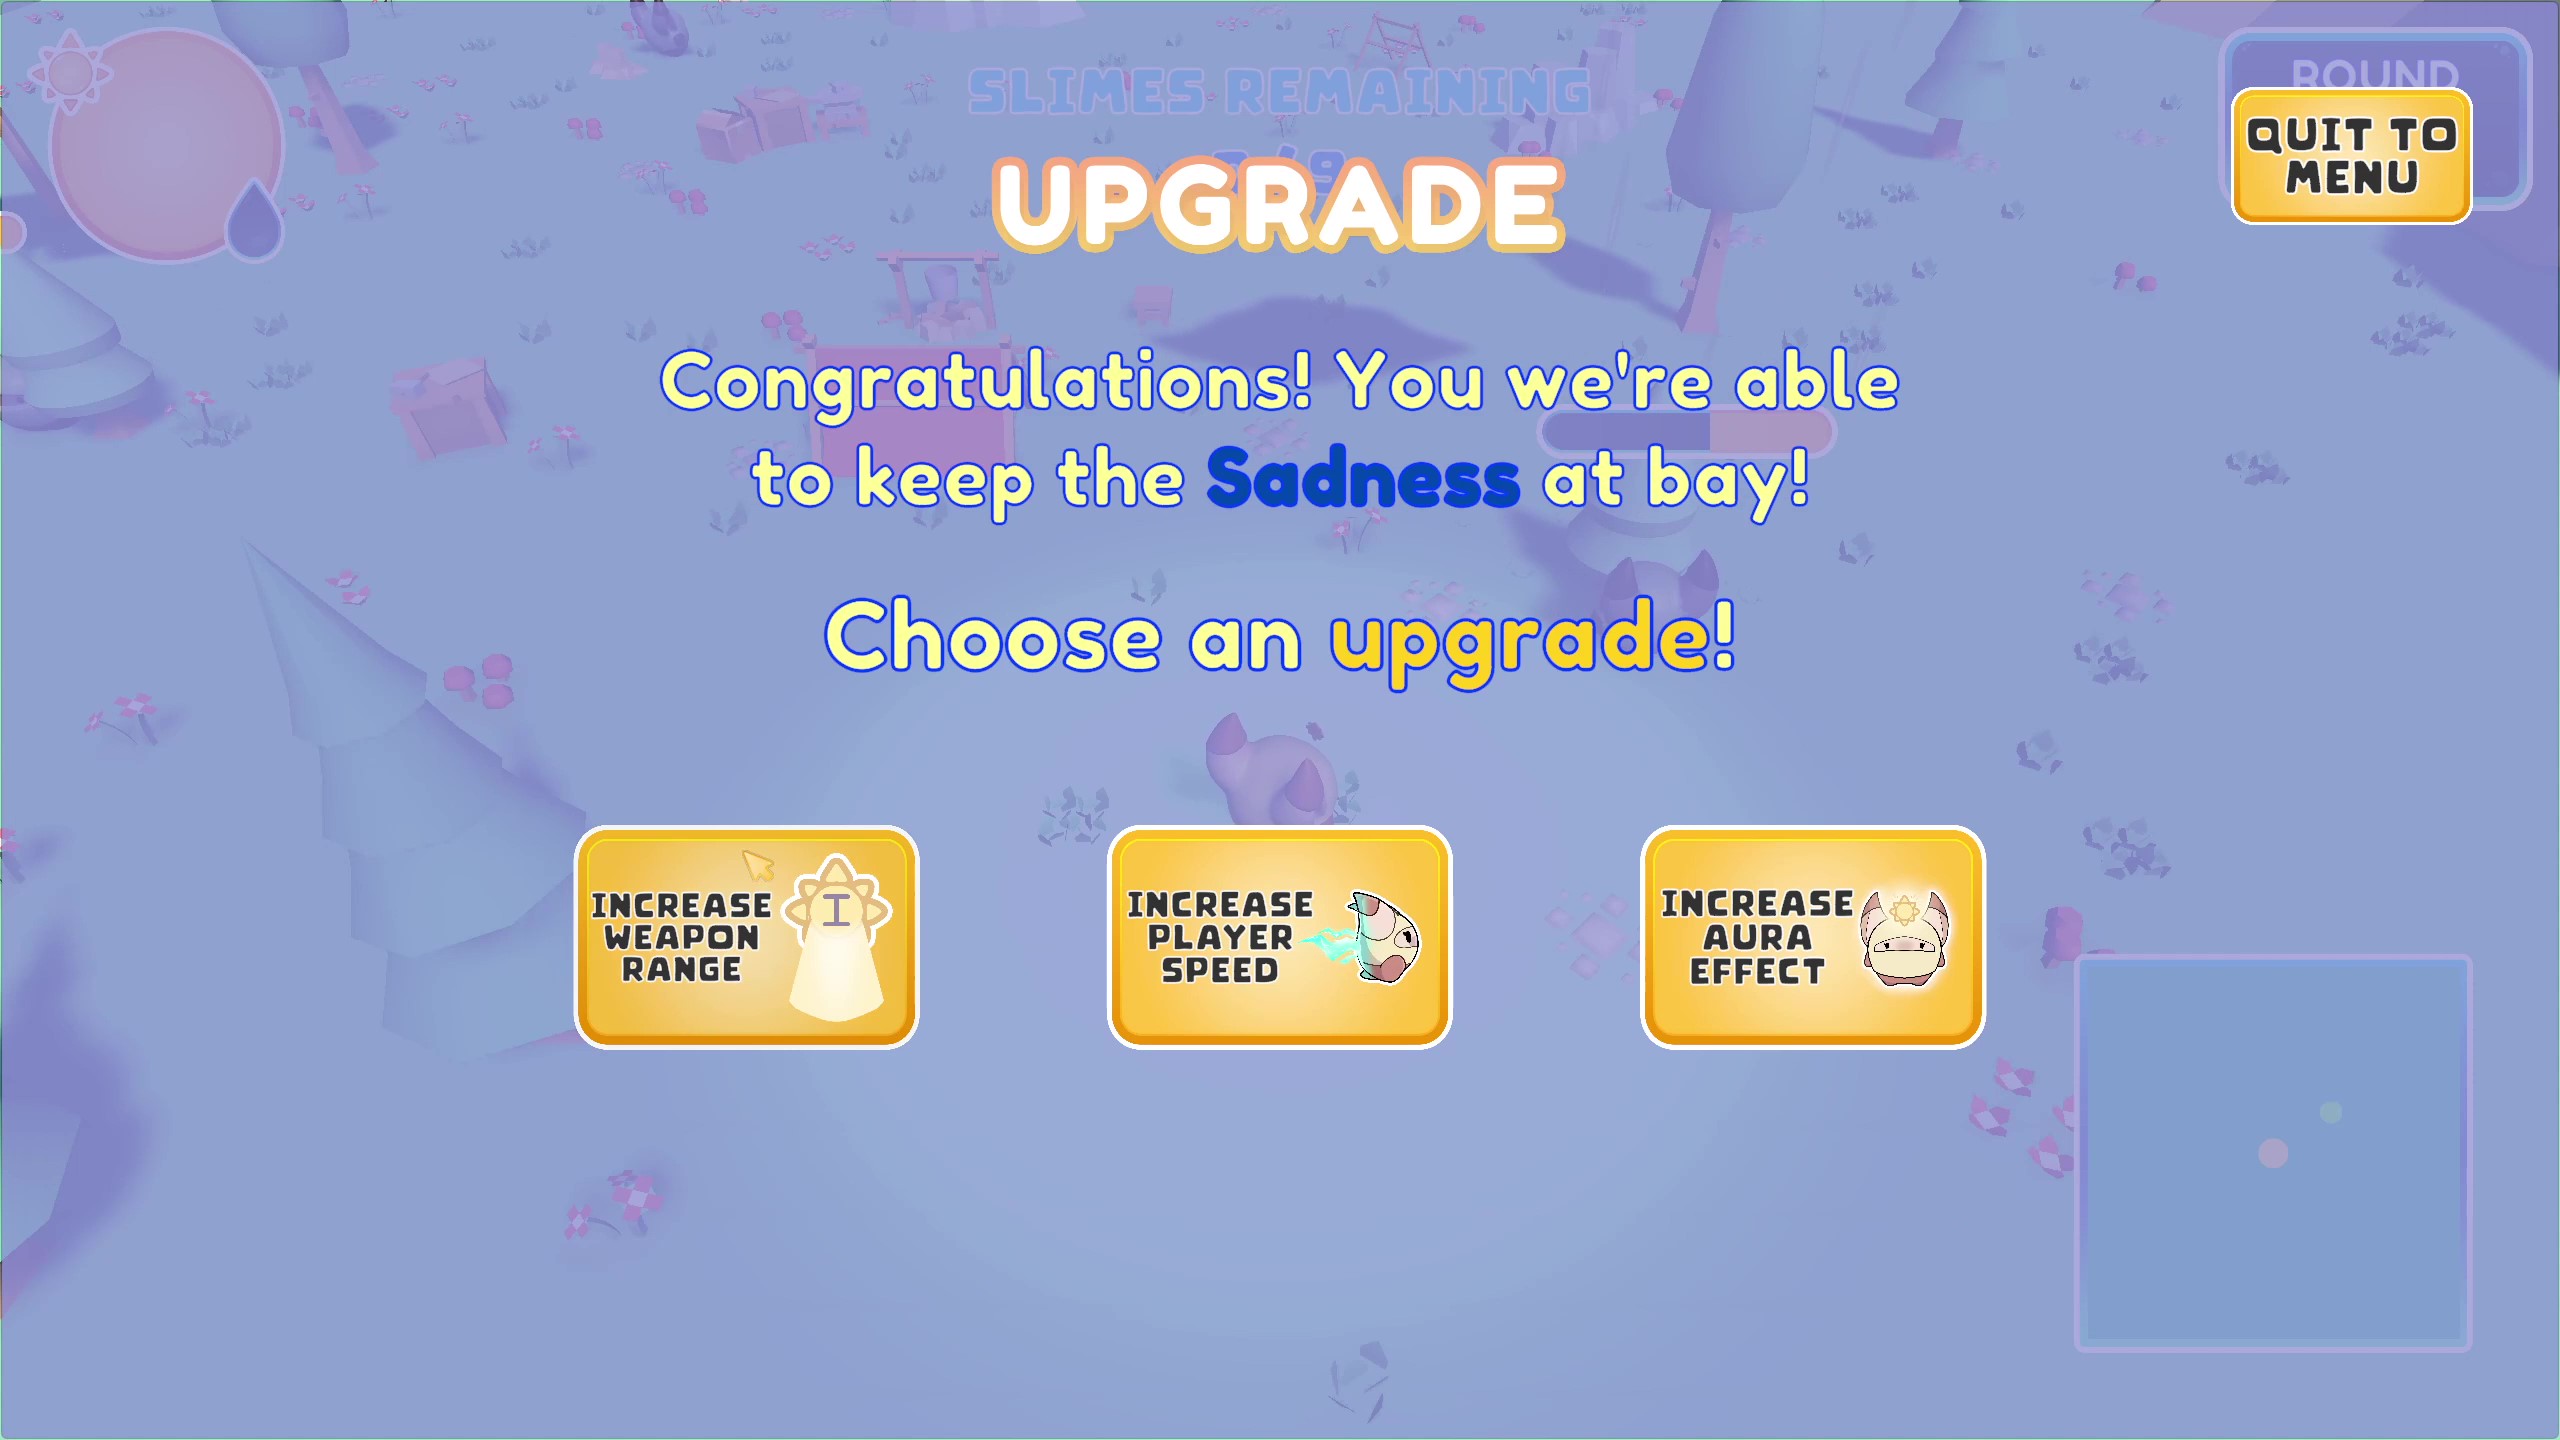 SLIMES REMAINING
ROUND
QUIT TO
MENU
UPGRADE
Congratulations! You we're able
to keep the Sadness at bay!
Choose an upgrade!
INCREASE
WEAPON
RANGE
I
INCREASE
PLAYER
SPEED
INCREASE
AURA
EFFECT